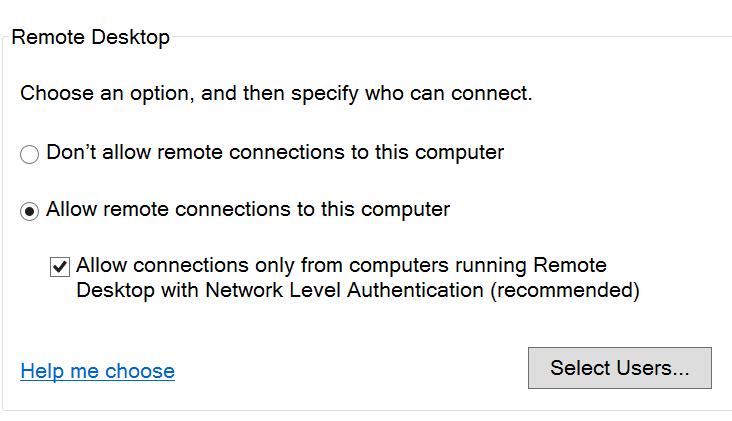 Remote Desktop
Choose an option, and then specify who can connect.
Don’t allow remote connections to this computer
Allow remote connections to this computer
Allow connections only from computers running Remote
Desktop with Network Level Authentication (recommended)
Help me choose
Select Users...